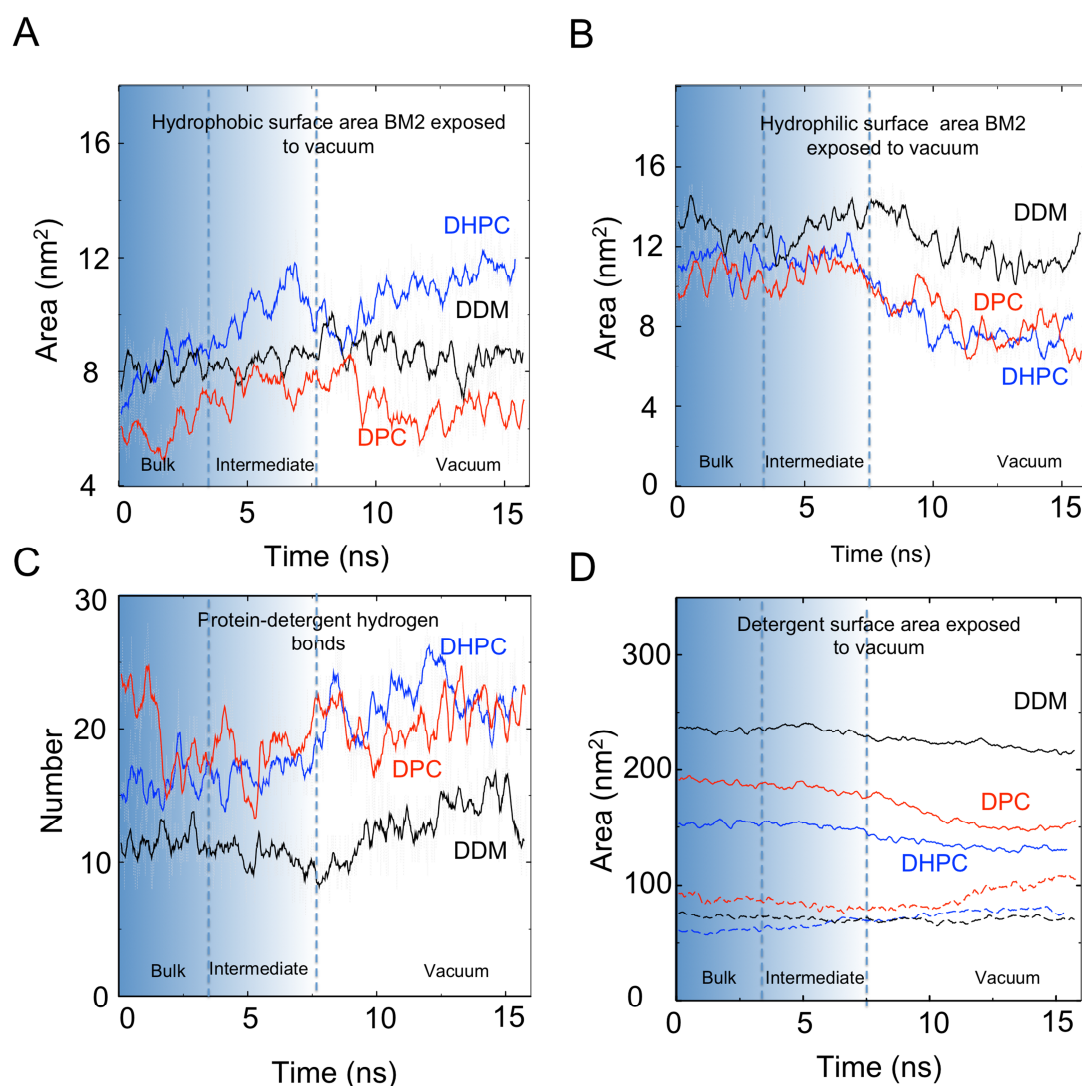 A
Hydrophobic surface area BM2 exposed
to vacuum
Area (nm²)
16
12
8
4
DHPC
DDM
DPC
Bulk
Intermediate
Vacuum
0
5
10
15
Time (ns)
B
Hydrophilic surface area BM2
exposed to vacuum
Area (nm²)
16
12
8
4
0
DDM
DPC
DHPC
Bulk
Intermediate
Vacuum
0
5
10
15
Time (ns)
C
Protein-detergent hydrogen
bonds
Number
30
20
10
0
DHPC
DPC
DDM
Bulk
Intermediate
Vacuum
0
5
10
15
Time (ns)
D
Detergent surface area exposed
to vacuum
Area (nm²)
300
200
100
0
DDM
DPC
DHPC
Bulk
Intermediate
Vacuum
0
5
10
15
Time (ns)